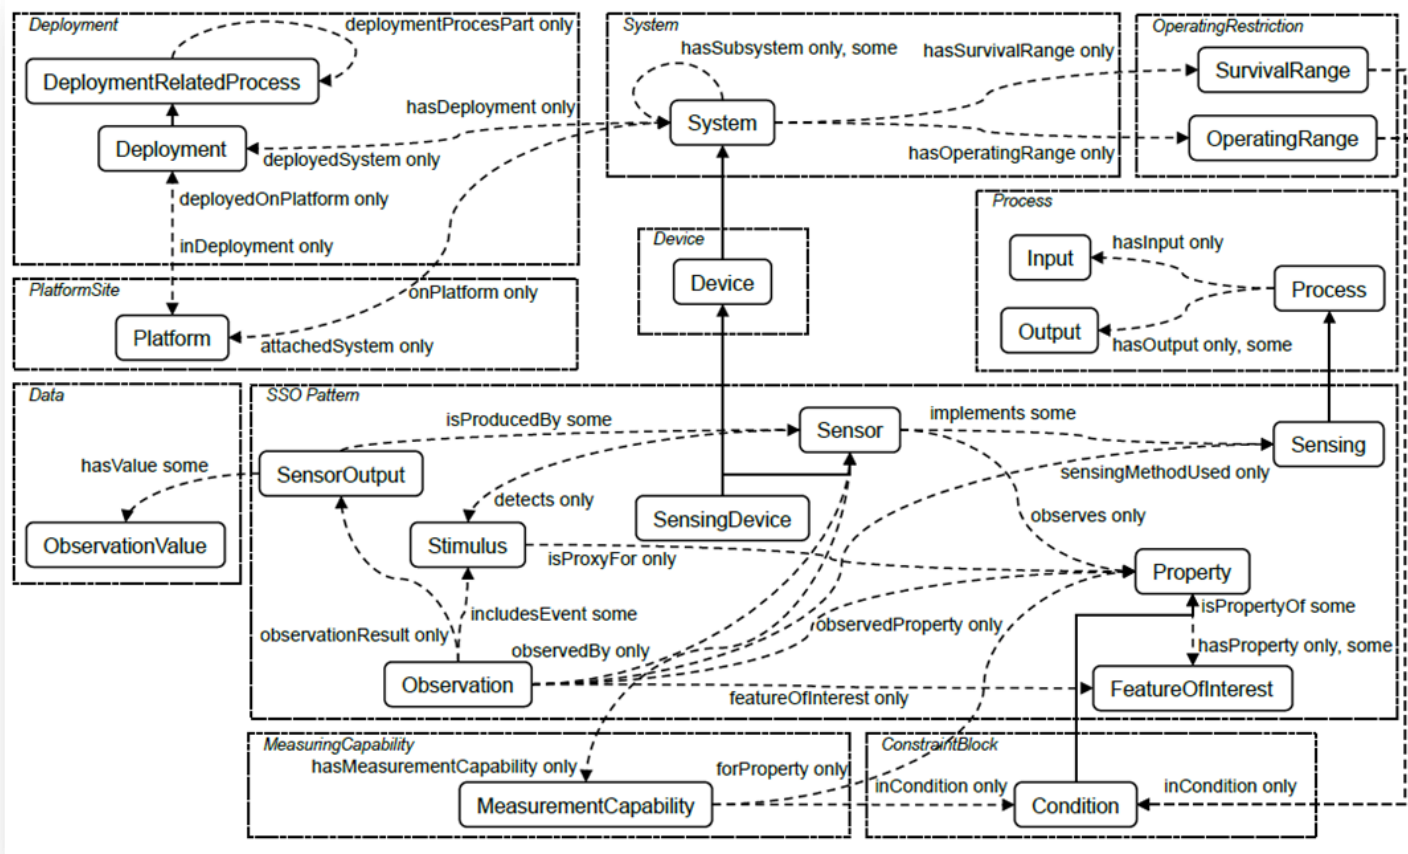 Deployment
deploymentProcesPart only
DeploymentRelatedProcess
hasDeployment only
Deployment
deployedSystem only
deployedOnPlatform only
inDeployment only
System
hasSubsystem only, some
hasSurvivalRange only
System
hasOperatingRange only
OperatingRestriction
SurvivalRange
OperatingRange
PlatformSite
onPlatform only
Platform
attachedSystem only
Device
Device
Process
hasInput only
Input
Process
Output
hasOutput only, some
Data
hasValue some
ObservationValue
SSO Pattern
isProducedBy some
Sensor
implements some
SensorOutput
Sensing
sensingMethodUsed only
detects only
SensingDevice
observes only
Stimulus
isProxyFor only
Property
includesEvent some
isPropertyOf some
observationResult only
observedBy only
observedProperty only
hasProperty only, some
Observation
featureOfInterest only
FeatureOfInterest
MeasuringCapability
hasMeasurementCapability only
forProperty only
MeasurementCapability
ConstraintBlock
inCondition only
inCondition only
Condition